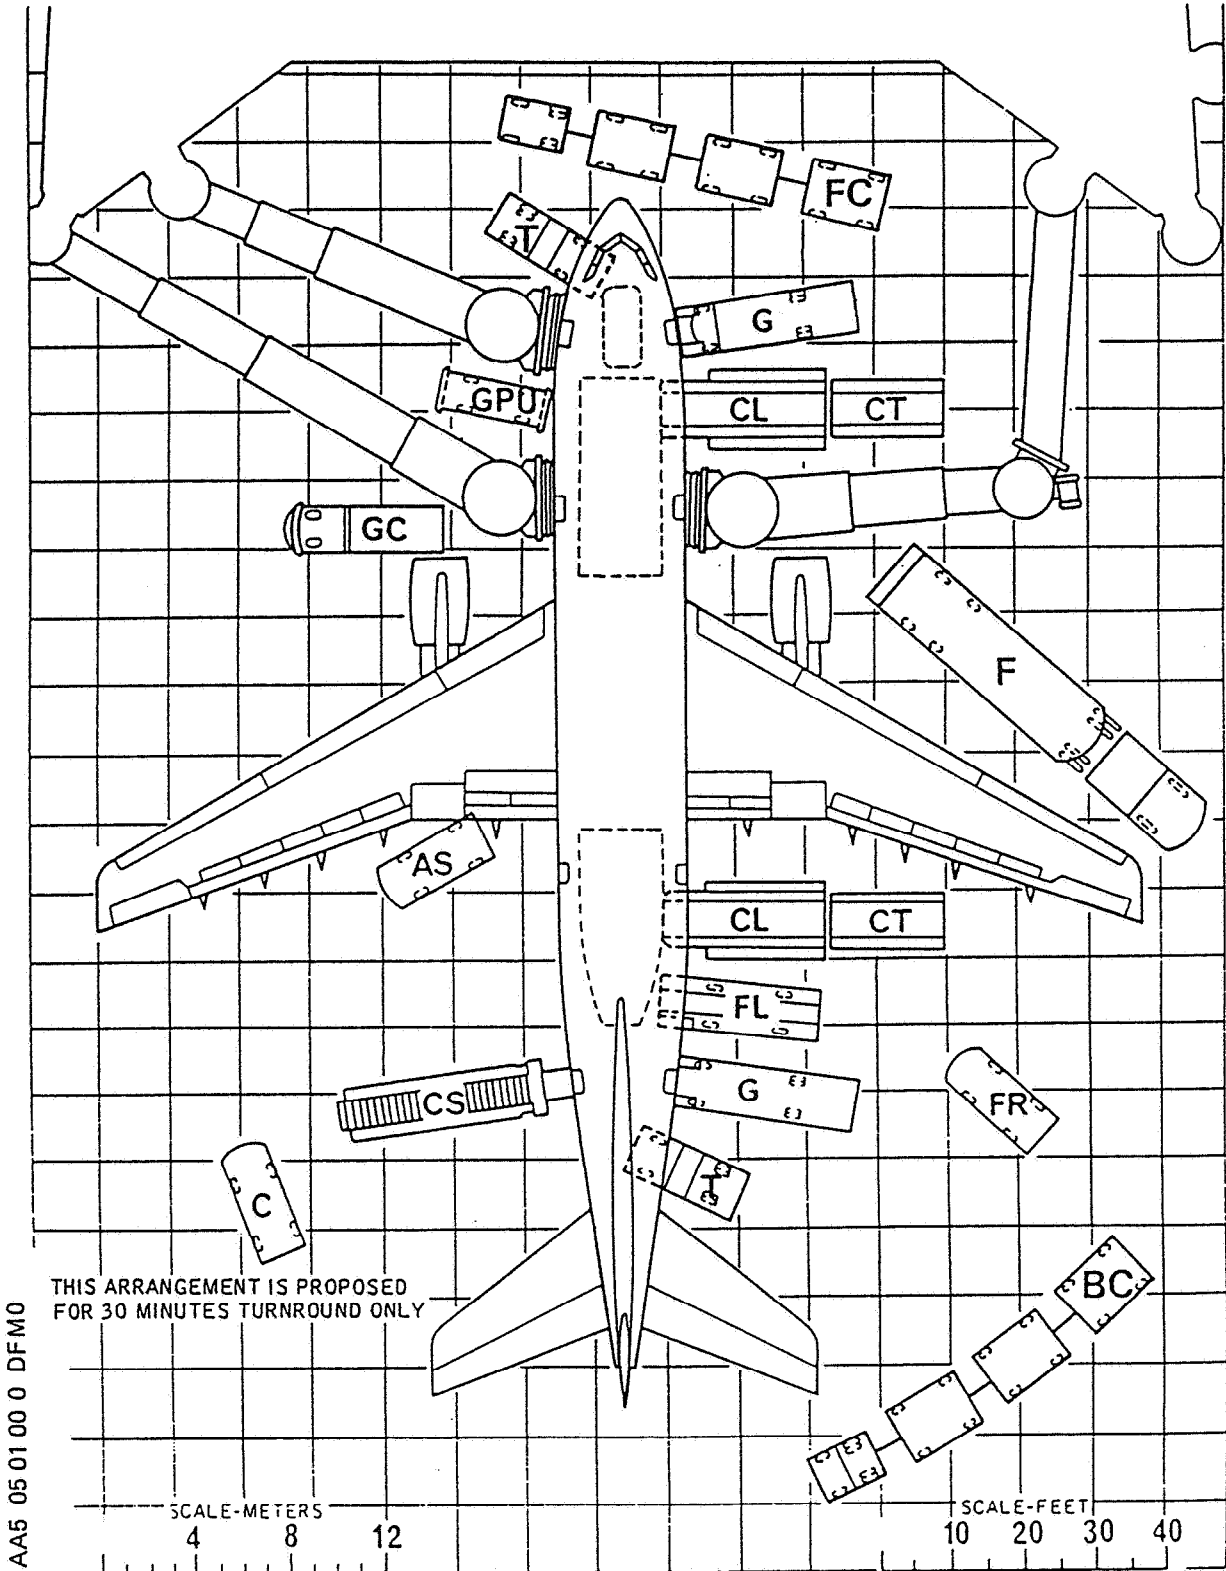 FC
T
G
GPU
CL
CT
GC
F
AS
CL
CT
FL
CS
G
FR
C
T
BC
THIS ARRANGEMENT IS PROPOSED
FOR 30 MINUTES TURNROUND ONLY
AA5 05 01 00 0 DFM0
SCALE-METERS
4 8 12
SCALE-FEET
10 20 30 40